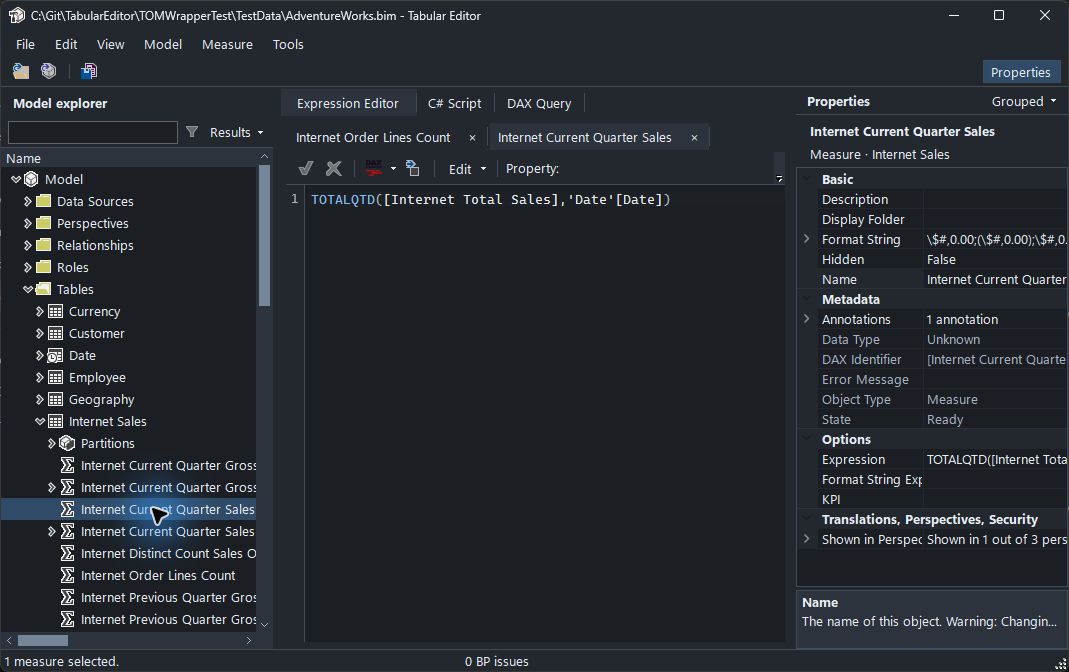 C:\Git\TabularEditor\TOMWrapperTest\TestData\AdventureWorks.bim - Tabular Editor
File Edit View Model Measure Tools
Properties
Model explorer
Results
Name
Model
Data Sources
Perspectives
Relationships
Roles
Tables
Currency
Customer
Date
Employee
Geography
Internet Sales
Partitions
Internet Current Quarter Gross
Internet Current Quarter Gross
Internet Current Quarter Sales
Internet Current Quarter Sales
Internet Distinct Count Sales O
Internet Order Lines Count
Internet Previous Quarter Gros
Internet Previous Quarter Gros
Expression Editor C# Script DAX Query
Internet Order Lines Count × Internet Current Quarter Sales ×
DAX Edit Property:
1 TOTALQTD([Internet Total Sales],'Date'[Date])
Properties Grouped
Internet Current Quarter Sales
Measure · Internet Sales
Basic
Description
Display Folder
Format String \$#,0.00;(\$#,0.00);\$#,0.
Hidden False
Name Internet Current Quarter
Metadata
Annotations 1 annotation
Data Type Unknown
DAX Identifier [Internet Current Quarte
Error Message
Object Type Measure
State Ready
Options
Expression TOTALQTD([Internet Tota
Format String Exp
KPI
Translations, Perspectives, Security
Shown in Perspec Shown in 1 out of 3 pers
Name
The name of this object. Warning: Changin...
1 measure selected. 0 BP issues